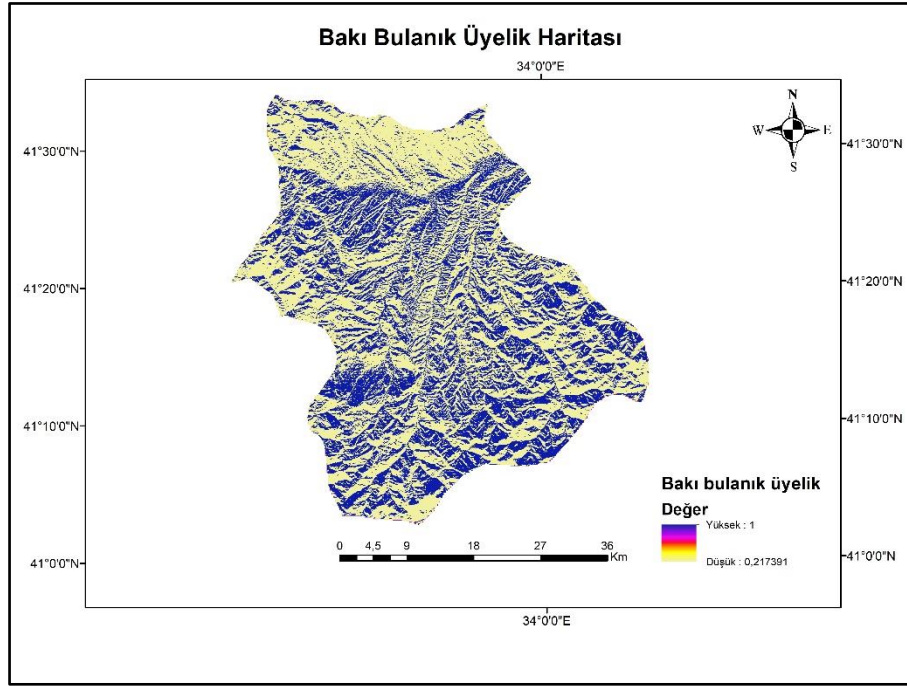 Bakı Bulanık Üyelik Haritası
34°0'0"E
N
W E
S
41°30'0"N 41°30'0"N
41°20'0"N 41°20'0"N
41°10'0"N 41°10'0"N
41°0'0"N 41°0'0"N
Bakı bulanık üyelik
Değer
Yüksek : 1
Düşük : 0,217391
0 4,5 9 18 27 36
Km
34°0'0"E